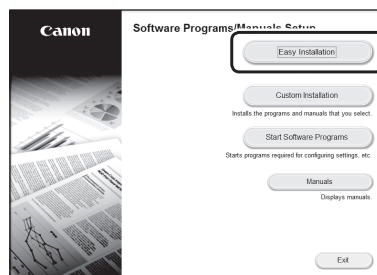 Canon
Software Programs/Manuals Setup
Easy Installation
Custom Installation
Installs the programs and manuals that you select.
Start Software Programs
Starts programs required for configuring settings, etc.
Manuals
Displays manuals.
Exit